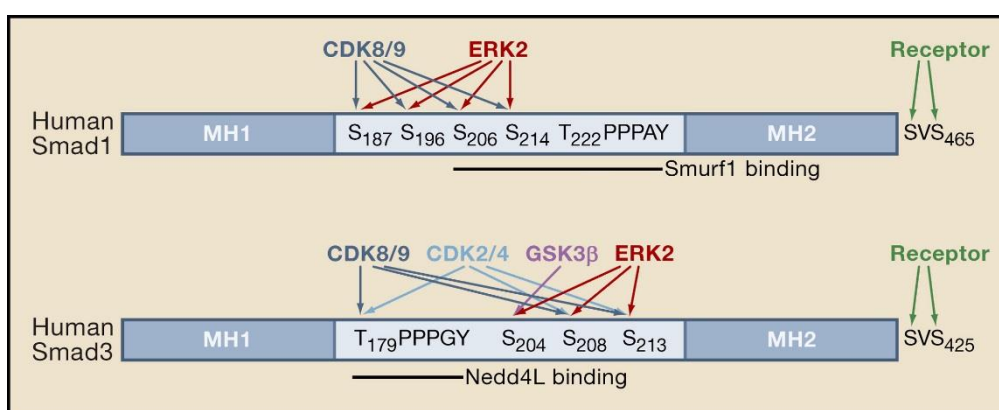 CDK8/9 ERK2 Receptor
Human Smad1 MH1 S187 S196 S206 S214 T222PPPAY MH2 SVS465
Smurf1 binding
CDK8/9 CDK2/4 GSK3β ERK2 Receptor
Human Smad3 MH1 T179PPPGY S204 S208 S213 MH2 SVS425
Nedd4L binding